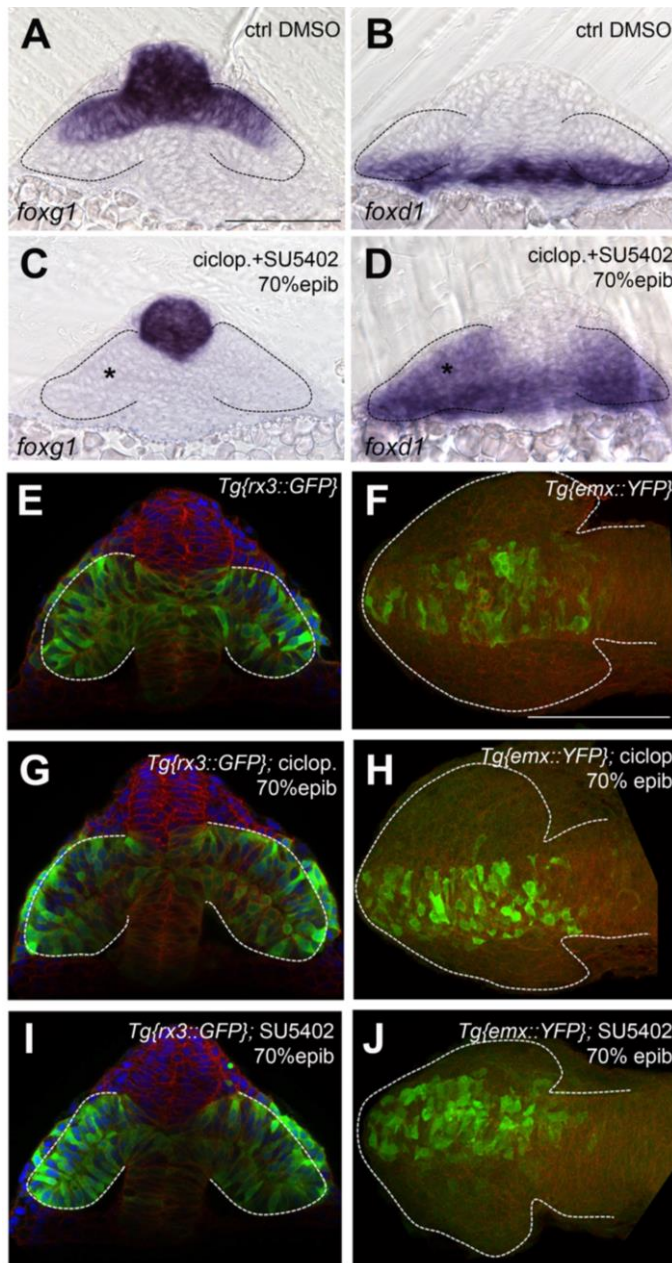 A
ctrl DMSO
foxg1
B
ctrl DMSO
foxd1
C
ciclop.+SU5402
70%epib
*
foxg1
D
ciclop.+SU5402
70%epib
*
foxd1
E
Tg{rx3::GFP}
F
Tg{emx::YFP}
G
Tg{rx3::GFP}; ciclop.
70%epib
H
Tg{emx::YFP}; ciclop
70% epib
I
Tg{rx3::GFP}; SU5402
70%epib
J
Tg{emx::YFP}; SU5402
70% epib